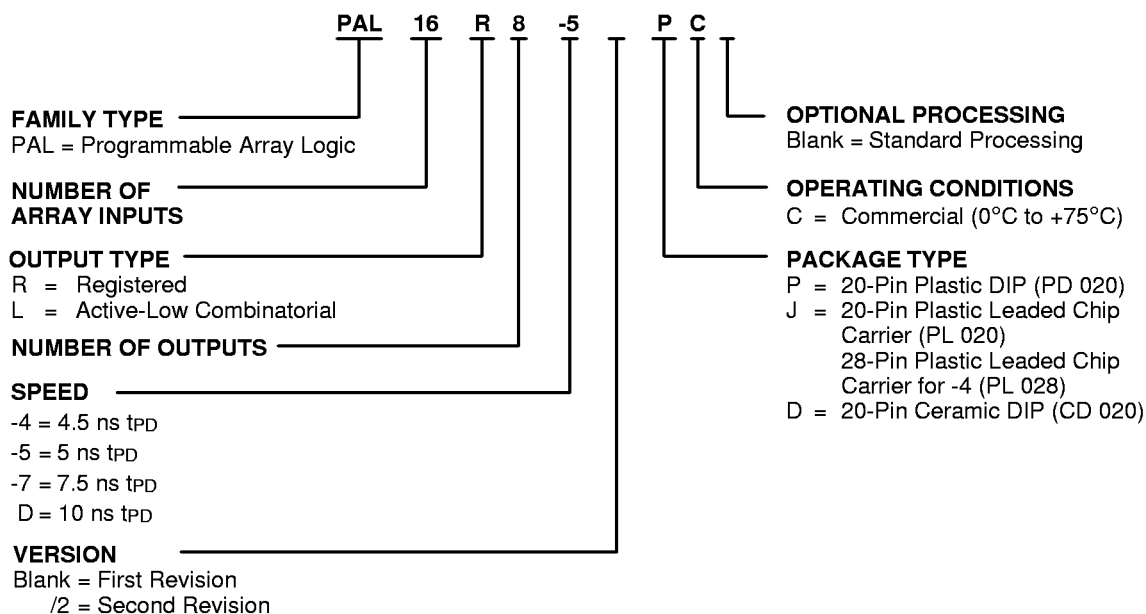 PAL 16 R 8 -5 P C
FAMILY TYPE
PAL = Programmable Array Logic
NUMBER OF
ARRAY INPUTS
OUTPUT TYPE
R = Registered
L = Active-Low Combinatorial
NUMBER OF OUTPUTS
SPEED
-4 = 4.5 ns tPD
-5 = 5 ns tPD
-7 = 7.5 ns tPD
D = 10 ns tPD
VERSION
Blank = First Revision
/2 = Second Revision
OPTIONAL PROCESSING
Blank = Standard Processing
OPERATING CONDITIONS
C = Commercial (0°C to +75°C)
PACKAGE TYPE
P = 20-Pin Plastic DIP (PD 020)
J = 20-Pin Plastic Leaded Chip
Carrier (PL 020)
28-Pin Plastic Leaded Chip
Carrier for -4 (PL 028)
D = 20-Pin Ceramic DIP (CD 020)